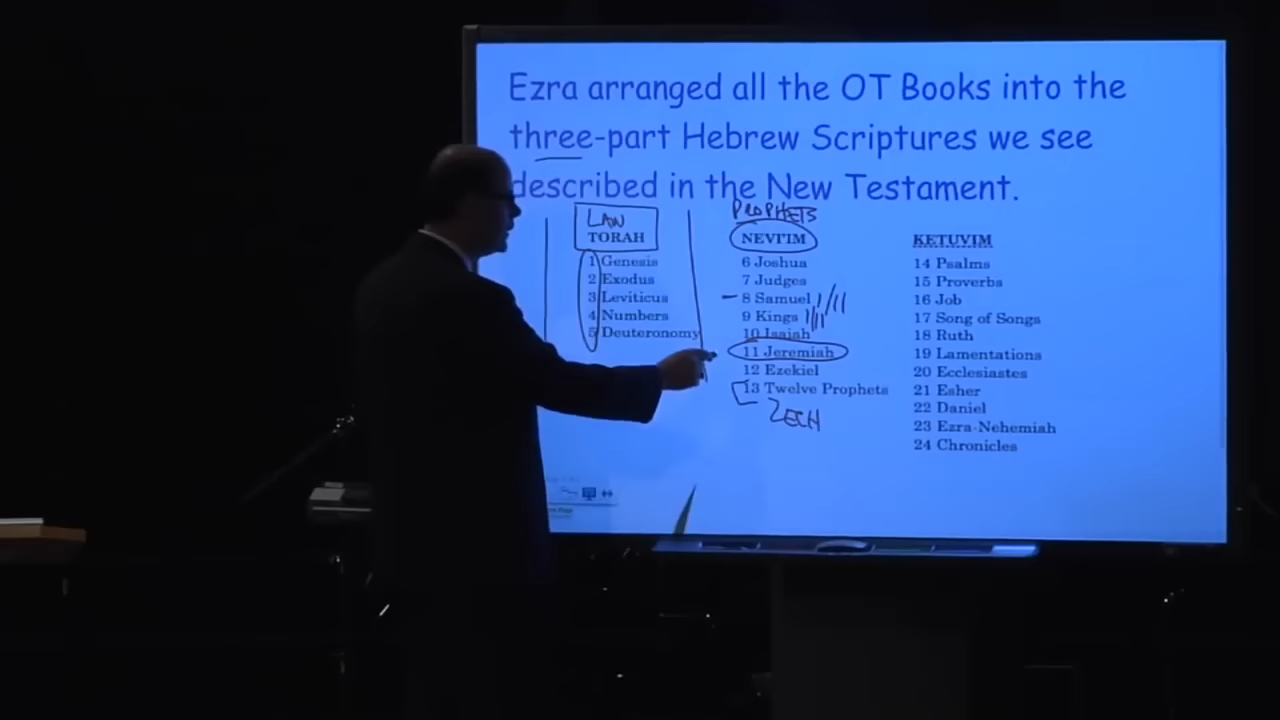 Ezra arranged all the OT Books into the
three-part Hebrew Scriptures we see
described in the New Testament.
LAW
TORAH
1 Genesis
2 Exodus
3 Leviticus
4 Numbers
5 Deuteronomy
PROPHETS
NEVI'IM
6 Joshua
7 Judges
8 Samuel I/II
9 Kings I/II
10 Isaiah
11 Jeremiah
12 Ezekiel
13 Twelve Prophets
ZECH
KETUVIM
14 Psalms
15 Proverbs
16 Job
17 Song of Songs
18 Ruth
19 Lamentations
20 Ecclesiastes
21 Esher
22 Daniel
23 Ezra-Nehemiah
24 Chronicles